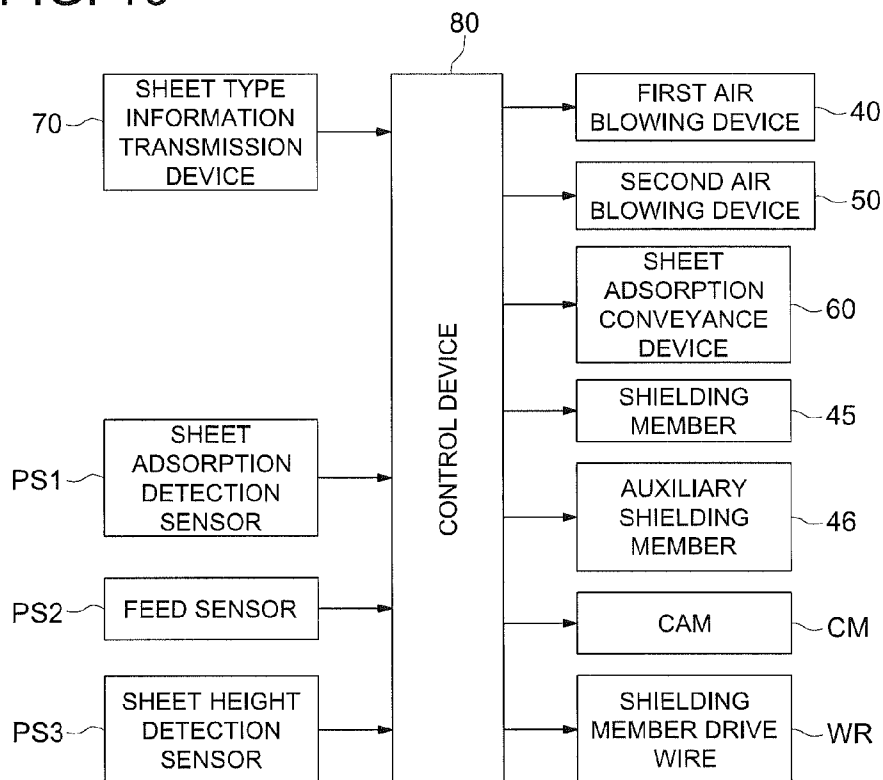 80
SHEET TYPE
INFORMATION
TRANSMISSION
DEVICE
70
SHEET
ADSORPTION
DETECTION
SENSOR
PS1
FEED SENSOR
PS2
SHEET HEIGHT
DETECTION
SENSOR
PS3
CONTROL DEVICE
FIRST AIR
BLOWING DEVICE
40
SECOND AIR
BLOWING DEVICE
50
SHEET
ADSORPTION
CONVEYANCE
DEVICE
60
SHIELDING
MEMBER
45
AUXILIARY
SHIELDING
MEMBER
46
CAM
CM
SHIELDING
MEMBER DRIVE
WIRE
WR